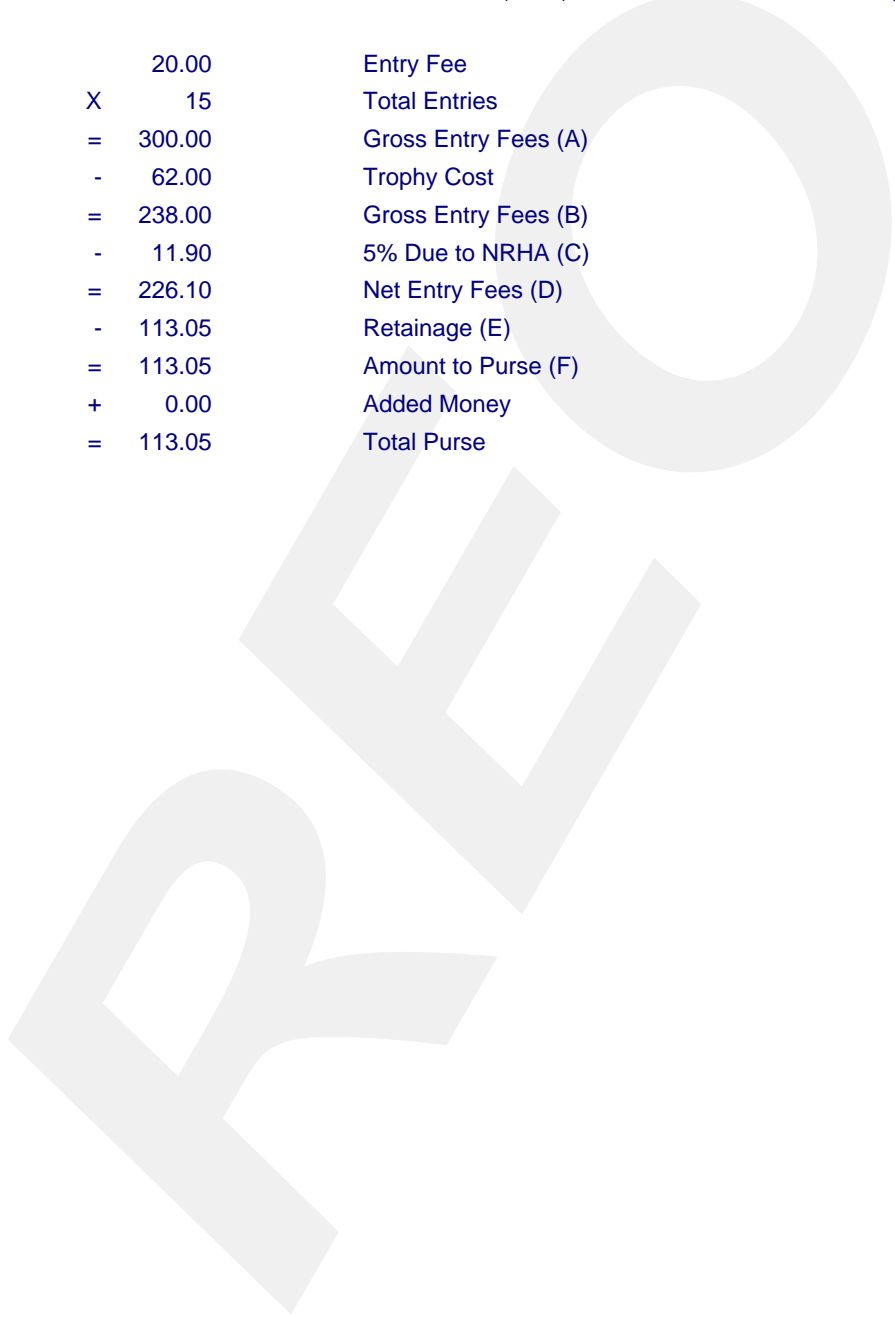 20.00 Entry Fee
X 15 Total Entries
= 300.00 Gross Entry Fees (A)
- 62.00 Trophy Cost
= 238.00 Gross Entry Fees (B)
- 11.90 5% Due to NRHA (C)
= 226.10 Net Entry Fees (D)
- 113.05 Retainage (E)
= 113.05 Amount to Purse (F)
+ 0.00 Added Money
= 113.05 Total Purse
REO